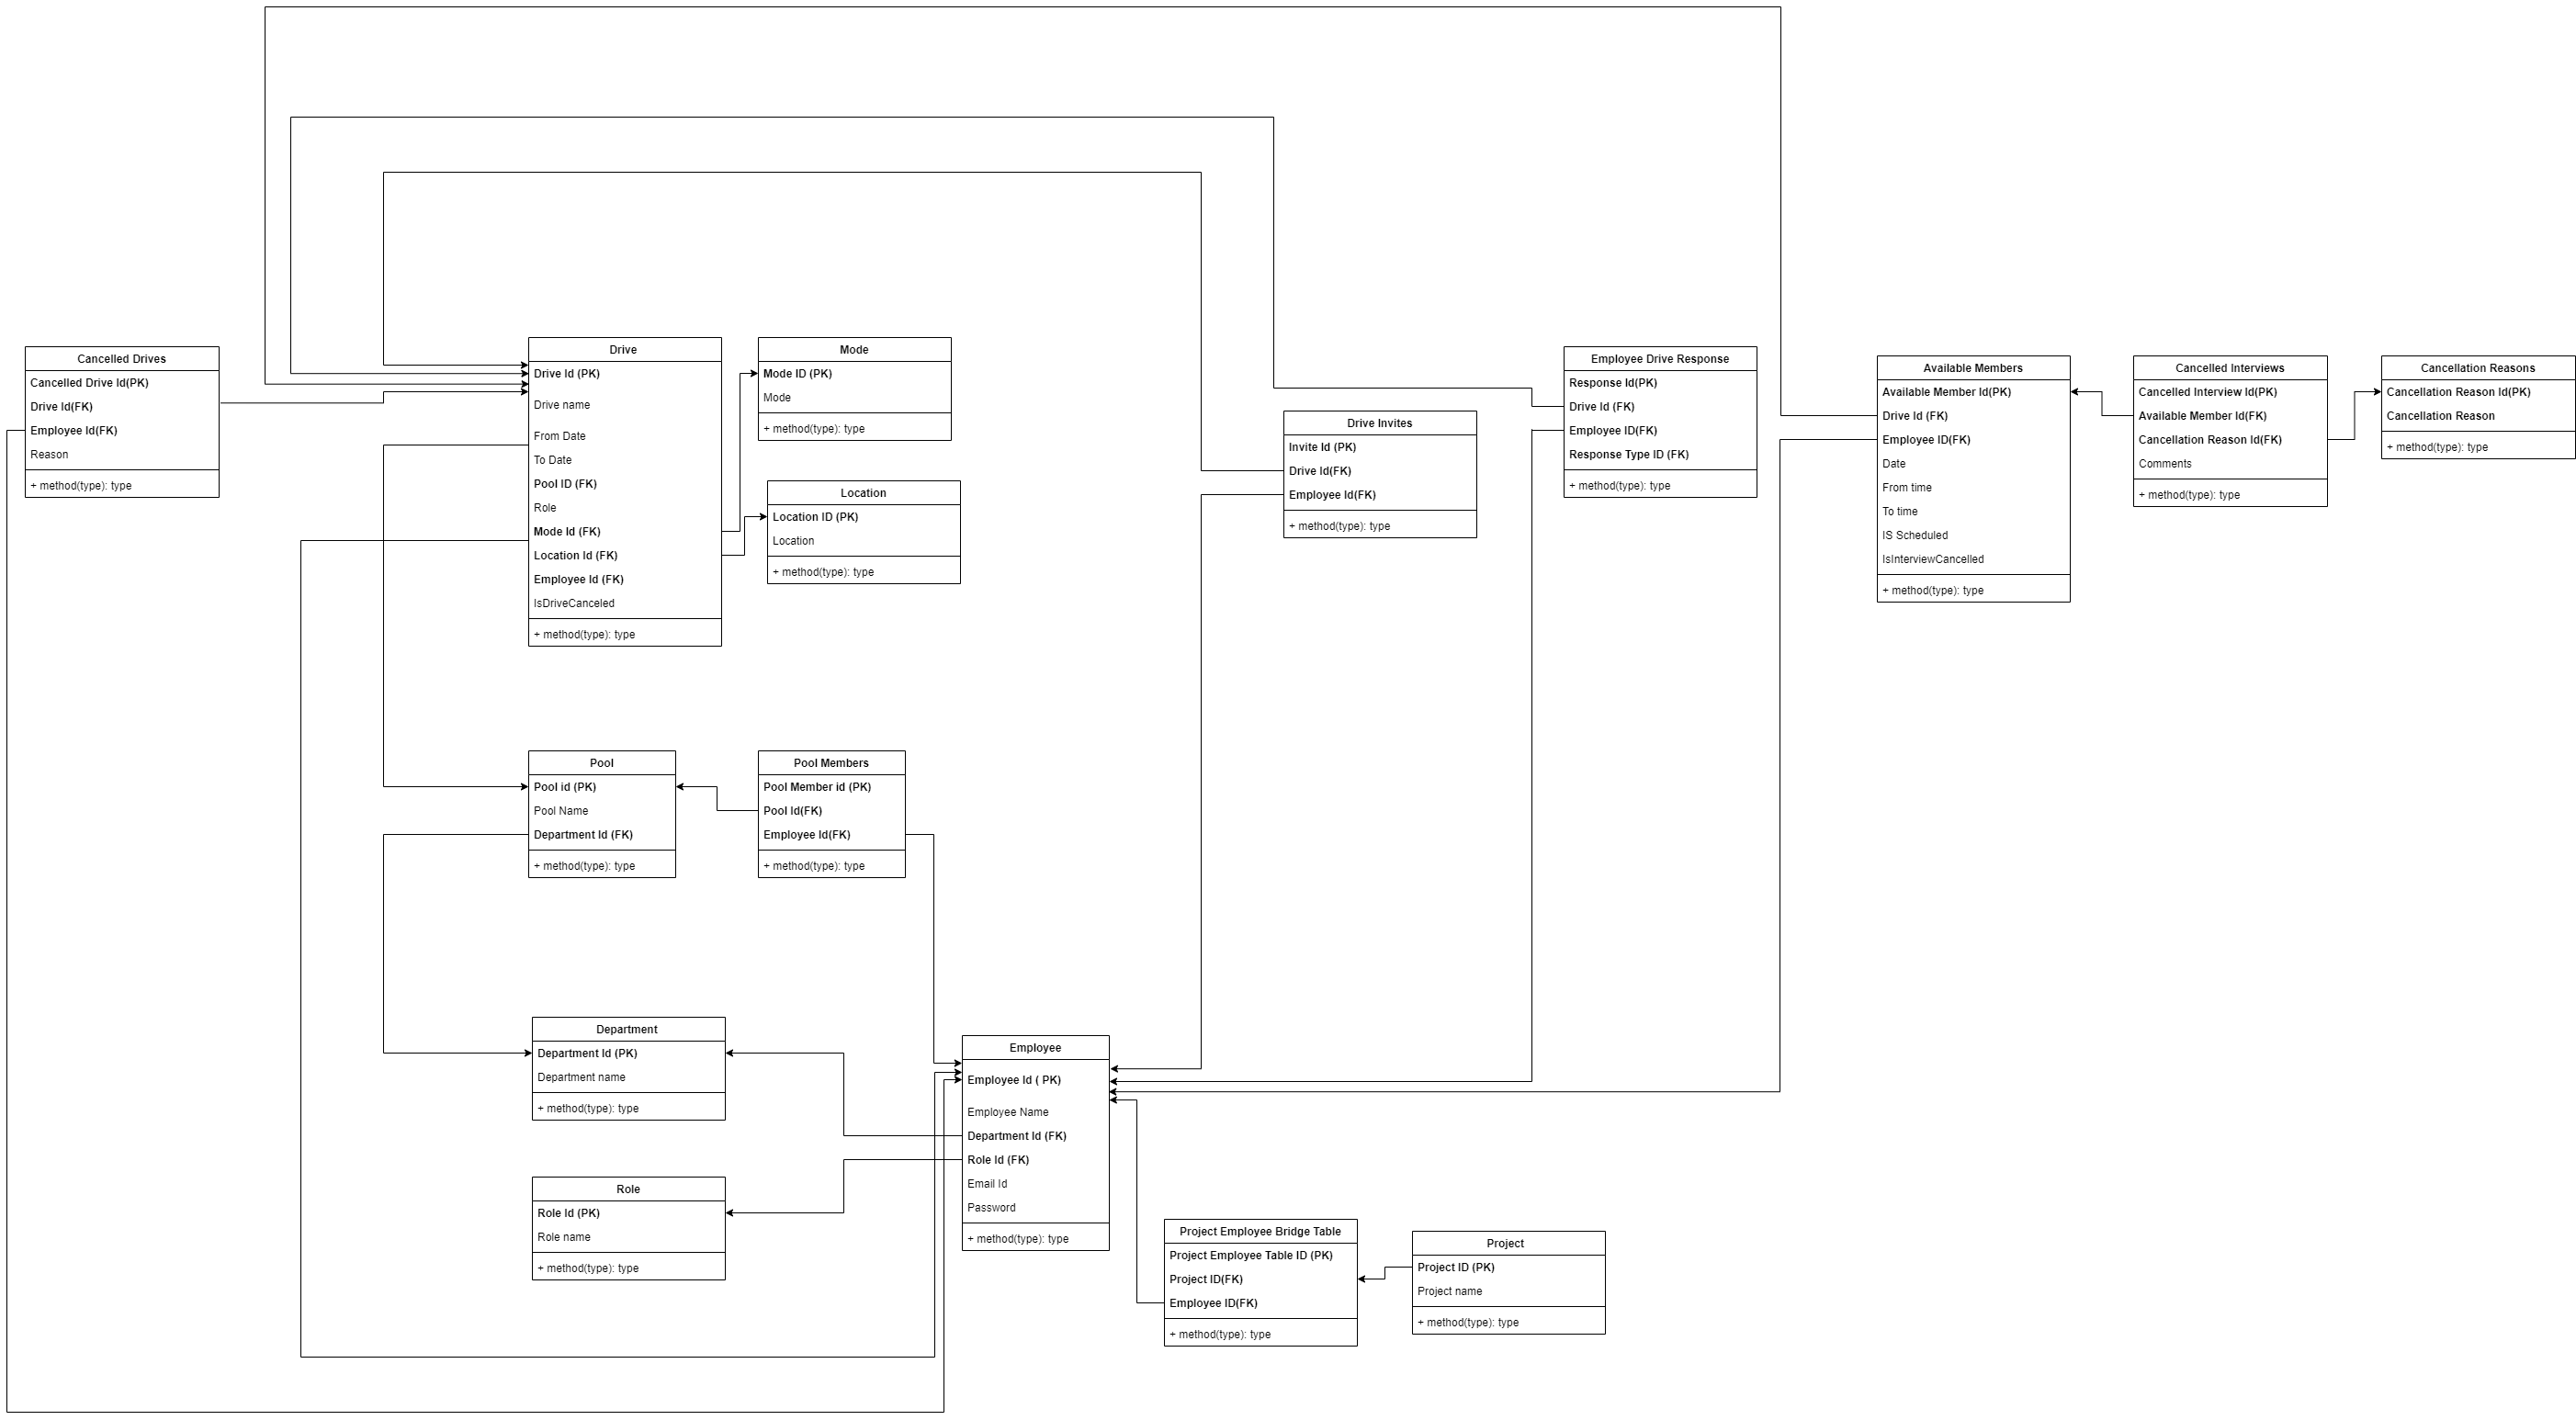 Cancelled Drives
Cancelled Drive Id(PK)
Drive Id(FK)
Employee Id(FK)
Reason
+ method(type): type
Drive
Drive Id (PK)
Drive name
From Date
To Date
Pool ID (FK)
Role
Mode Id (FK)
Location Id (FK)
Employee Id (FK)
IsDriveCanceled
+ method(type): type
Mode
Mode ID (PK)
Mode
+ method(type): type
Location
Location ID (PK)
Location
+ method(type): type
Drive Invites
Invite Id (PK)
Drive Id(FK)
Employee Id(FK)
+ method(type): type
Employee Drive Response
Response Id(PK)
Drive Id (FK)
Employee ID(FK)
Response Type ID (FK)
+ method(type): type
Available Members
Available Member Id(PK)
Drive Id (FK)
Employee ID(FK)
Date
From time
To time
IS Scheduled
IsInterviewCancelled
+ method(type): type
Cancelled Interviews
Cancelled Interview Id(PK)
Available Member Id(FK)
Cancellation Reason Id(FK)
Comments
+ method(type): type
Cancellation Reasons
Cancellation Reason Id(PK)
Cancellation Reason
+ method(type): type
Pool
Pool id (PK)
Pool Name
Department Id (FK)
+ method(type): type
Pool Members
Pool Member id (PK)
Pool Id(FK)
Employee Id(FK)
+ method(type): type
Department
Department Id (PK)
Department name
+ method(type): type
Role
Role Id (PK)
Role name
+ method(type): type
Employee
Employee Id ( PK)
Employee Name
Department Id (FK)
Role Id (FK)
Email Id
Password
+ method(type): type
Project Employee Bridge Table
Project Employee Table ID (PK)
Project ID(FK)
Employee ID(FK)
+ method(type): type
Project
Project ID (PK)
Project name
+ method(type): type